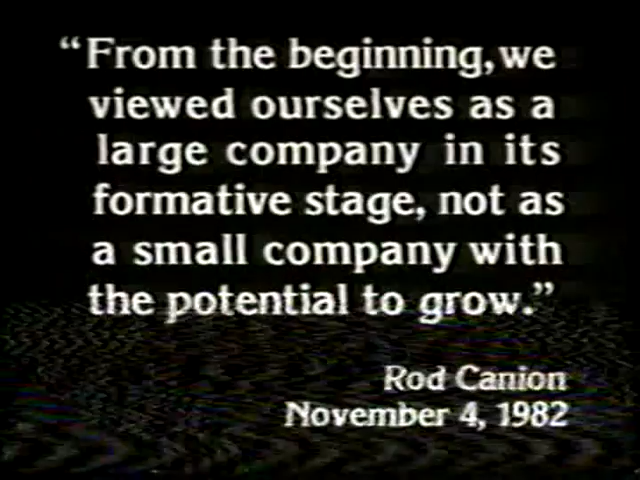 “From the beginning, we
viewed ourselves as a
large company in its
formative stage, not as
a small company with
the potential to grow.”
Rod Canion
November 4, 1982